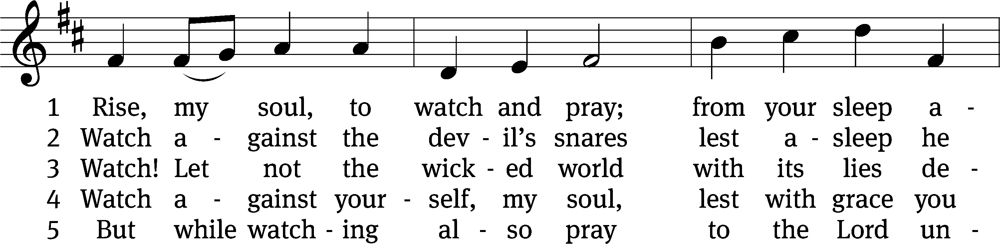 1 Rise, my soul, to watch and pray; from your sleep a -
2 Watch a - gainst the dev - il’s snares lest a - sleep he
3 Watch! Let not the wick - ed world with its lies de -
4 Watch a - gainst your - self, my soul, lest with grace you
5 But while watch - ing al - so pray to the Lord un -